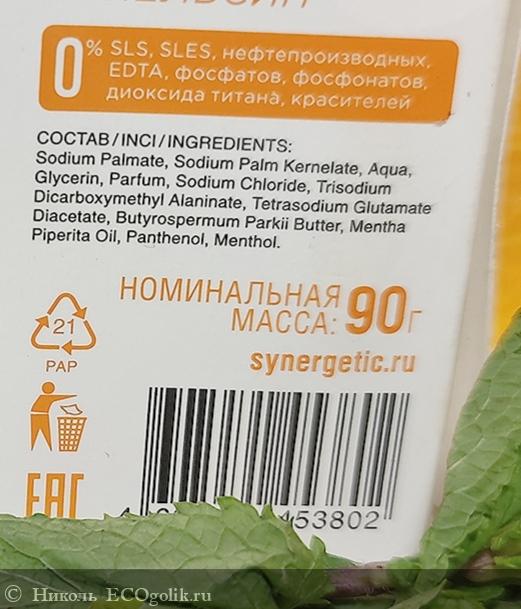 0% SLS, SLES, нефтепроизводных,
EDTA, фосфатов, фосфонатов,
диоксида титана, красителей
СОСТАВ/INCI/INGREDIENTS:
Sodium Palmate, Sodium Palm Kernelate, Aqua,
Glycerin, Parfum, Sodium Chloride, Trisodium
Dicarboxymethyl Alaninate, Tetrasodium Glutamate
Diacetate, Butyrospermum Parkii Butter, Mentha
Piperita Oil, Panthenol, Menthol.
НОМИНАЛЬНАЯ
МАССА: 90г
synergetic.ru
21
PAP
EAC
453802
© Николь ECOgolik.ru